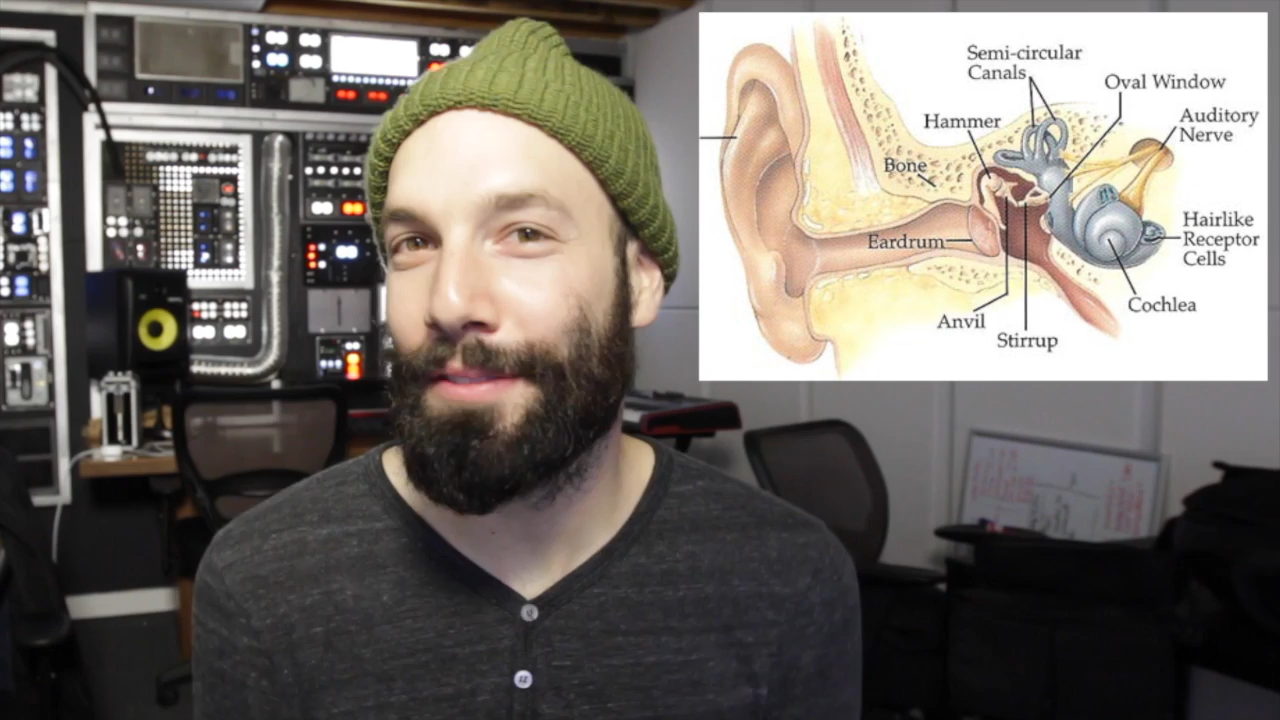 Semi-circular
Canals
Oval Window
Hammer
Auditory
Nerve
Bone
Hairlike
Receptor
Cells
Eardrum
Cochlea
Anvil
Stirrup